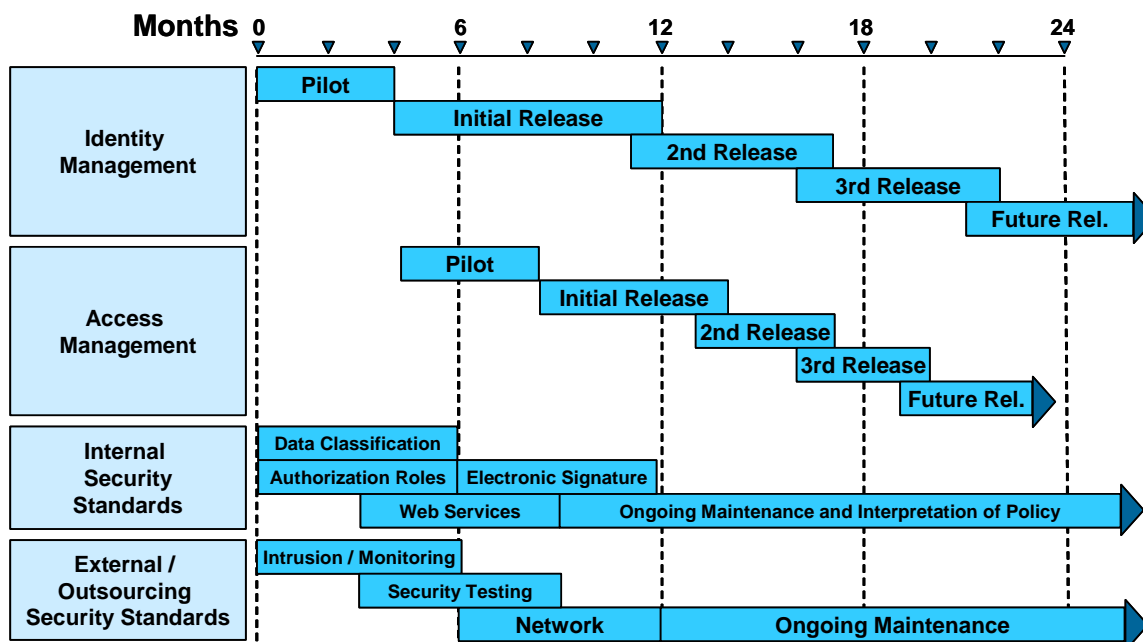 Months 0 6 12 18 24
Identity
Management
Pilot
Initial Release
2nd Release
3rd Release
Future Rel.
Access
Management
Pilot
Initial Release
2nd Release
3rd Release
Future Rel.
Internal
Security
Standards
Data Classification
Authorization Roles Electronic Signature
Web Services Ongoing Maintenance and Interpretation of Policy
External /
Outsourcing
Security Standards
Intrusion / Monitoring
Security Testing
Network Ongoing Maintenance